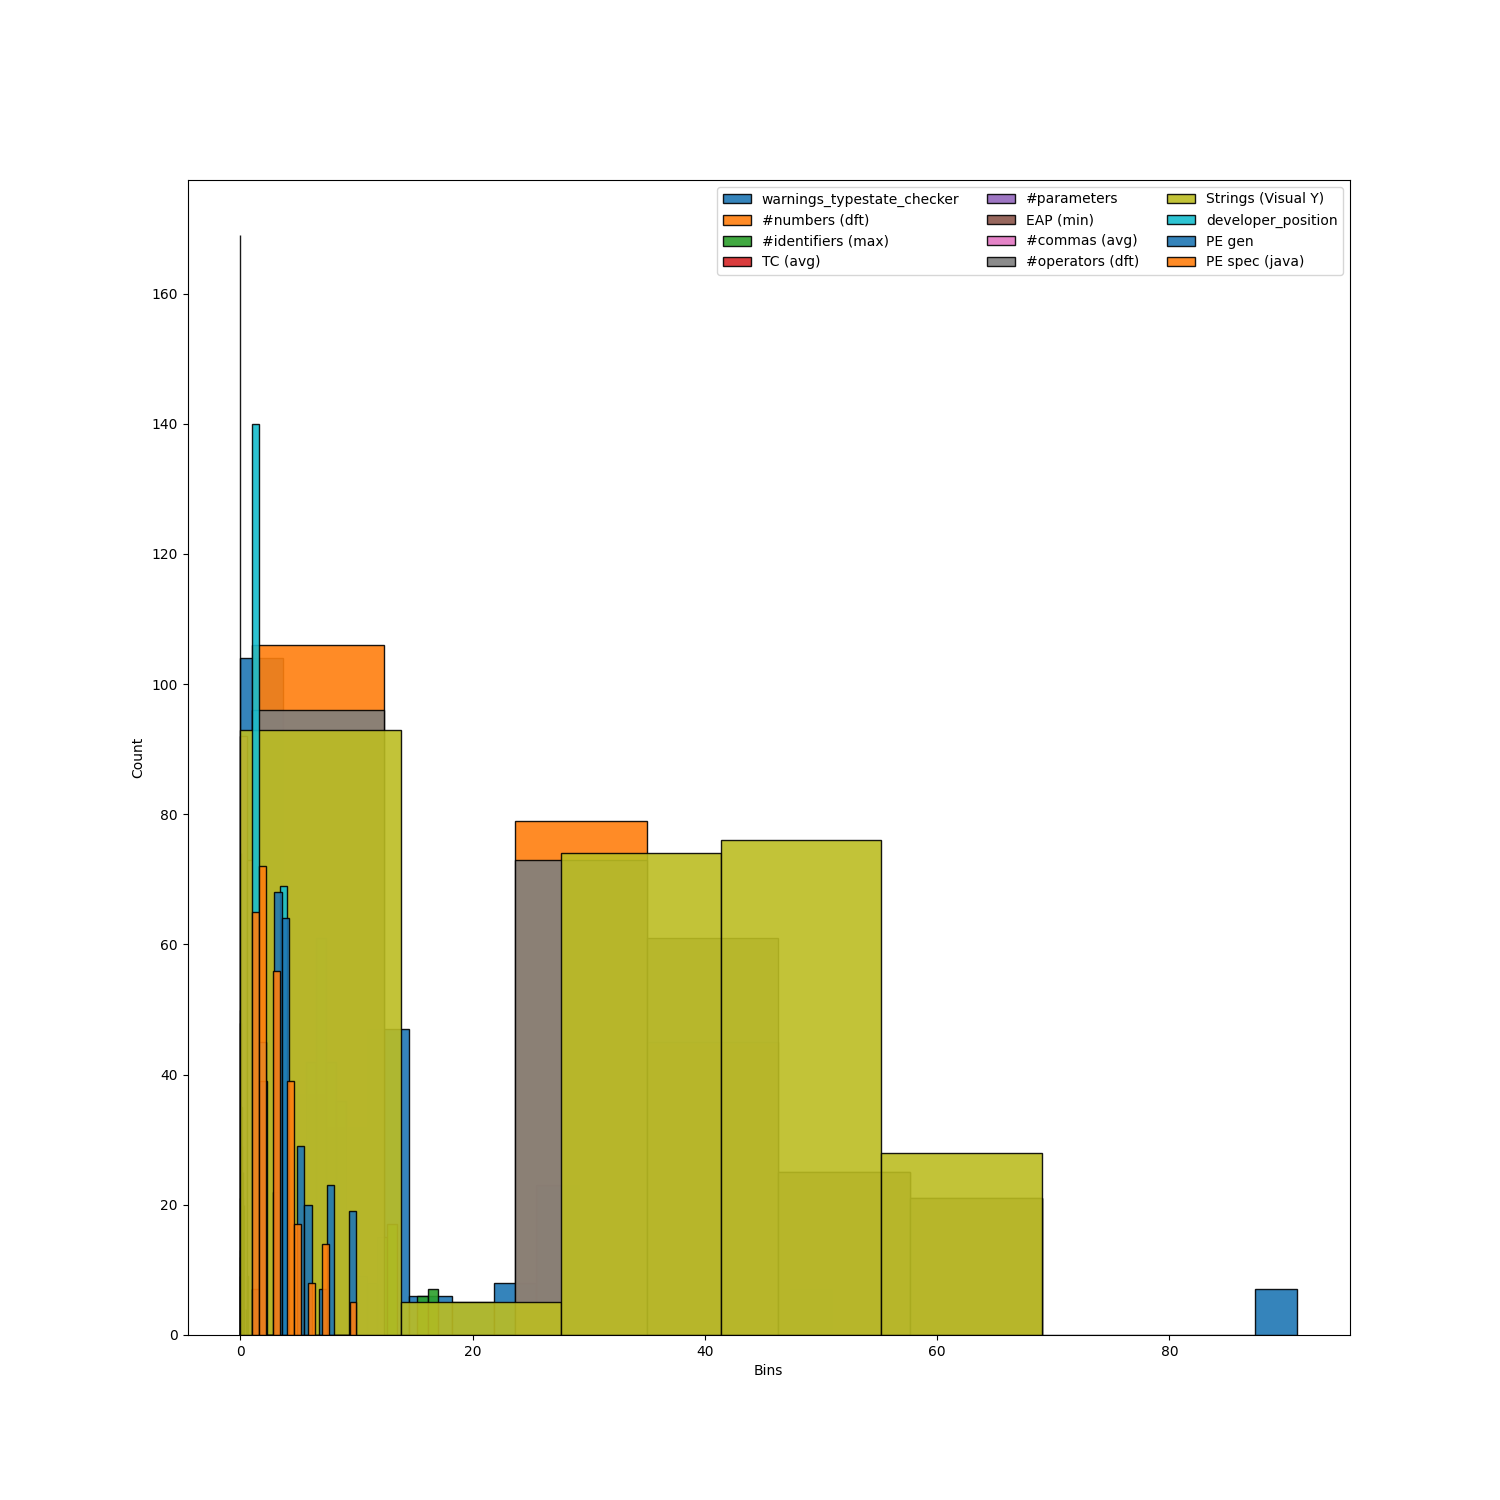 warnings_typestate_checker
#numbers (dft)
#identifiers (max)
TC (avg)
#parameters
EAP (min)
#commas (avg)
#operators (dft)
Strings (Visual Y)
developer_position
PE gen
PE spec (java)
160
140
120
100
80
60
40
20
0
Count
0 20 40 60 80
Bins